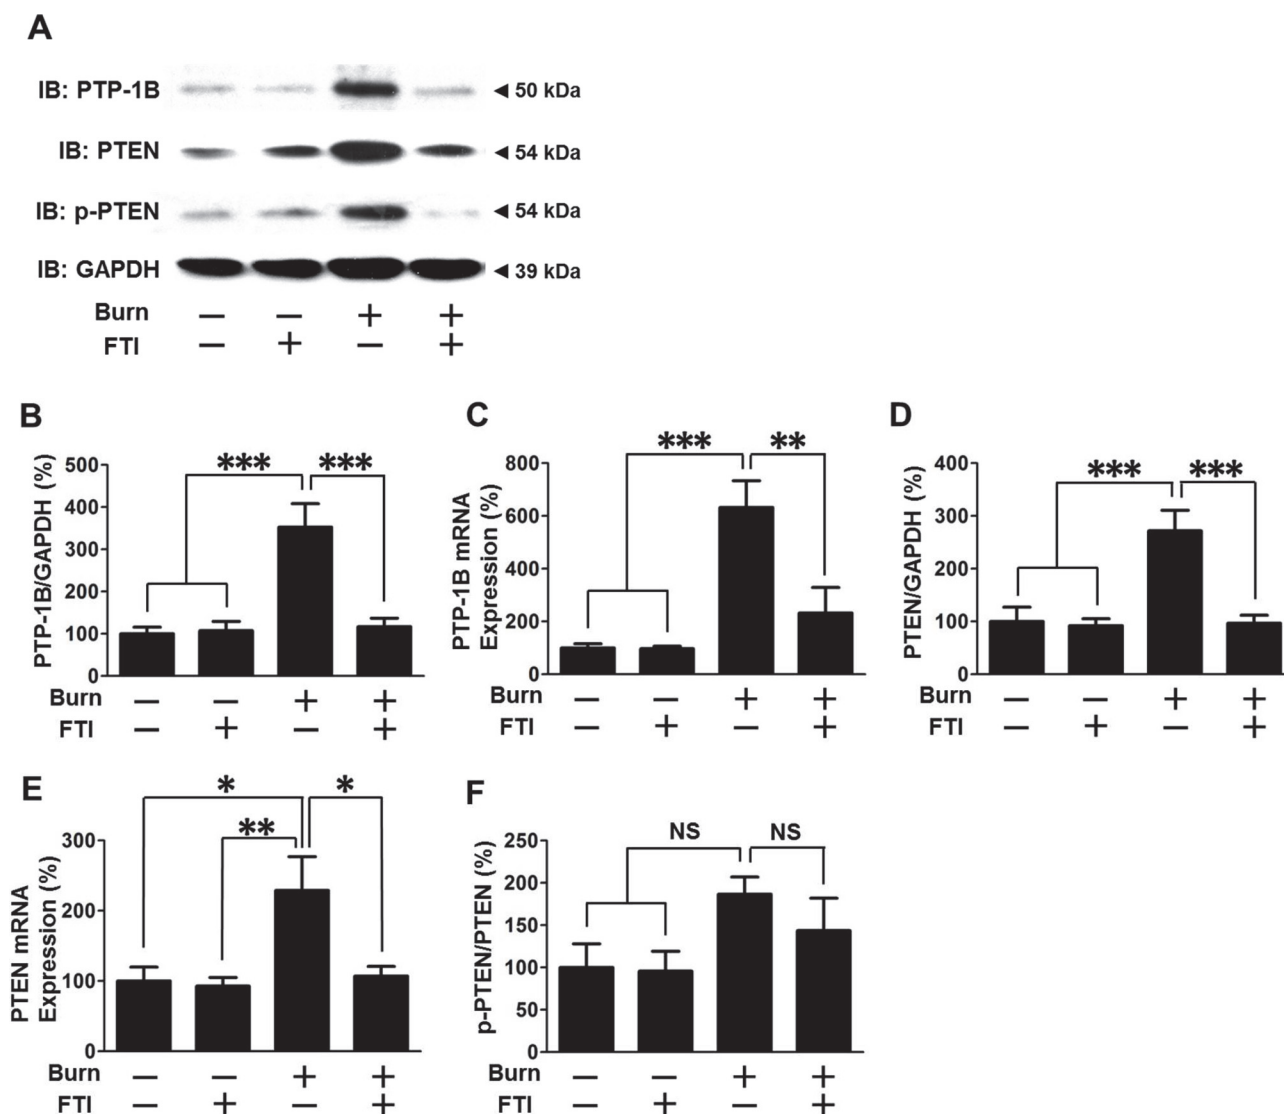 A
IB: PTP-1B ◄ 50 kDa
IB: PTEN ◄ 54 kDa
IB: p-PTEN ◄ 54 kDa
IB: GAPDH ◄ 39 kDa
Burn − − + +
FTI − + − +
B
PTP-1B/GAPDH (%)
500
400
300
200
100
0
*** ***
Burn − − + +
FTI − + − +
C
PTP-1B mRNA
Expression (%)
800
600
400
200
0
*** **
Burn − − + +
FTI − + − +
D
PTEN/GAPDH (%)
400
300
200
100
0
*** ***
Burn − − + +
FTI − + − +
E
PTEN mRNA
Expression (%)
300
200
100
0
* *
**
Burn − − + +
FTI − + − +
F
p-PTEN/PTEN (%)
250
200
150
100
50
0
NS NS
Burn − − + +
FTI − + − +